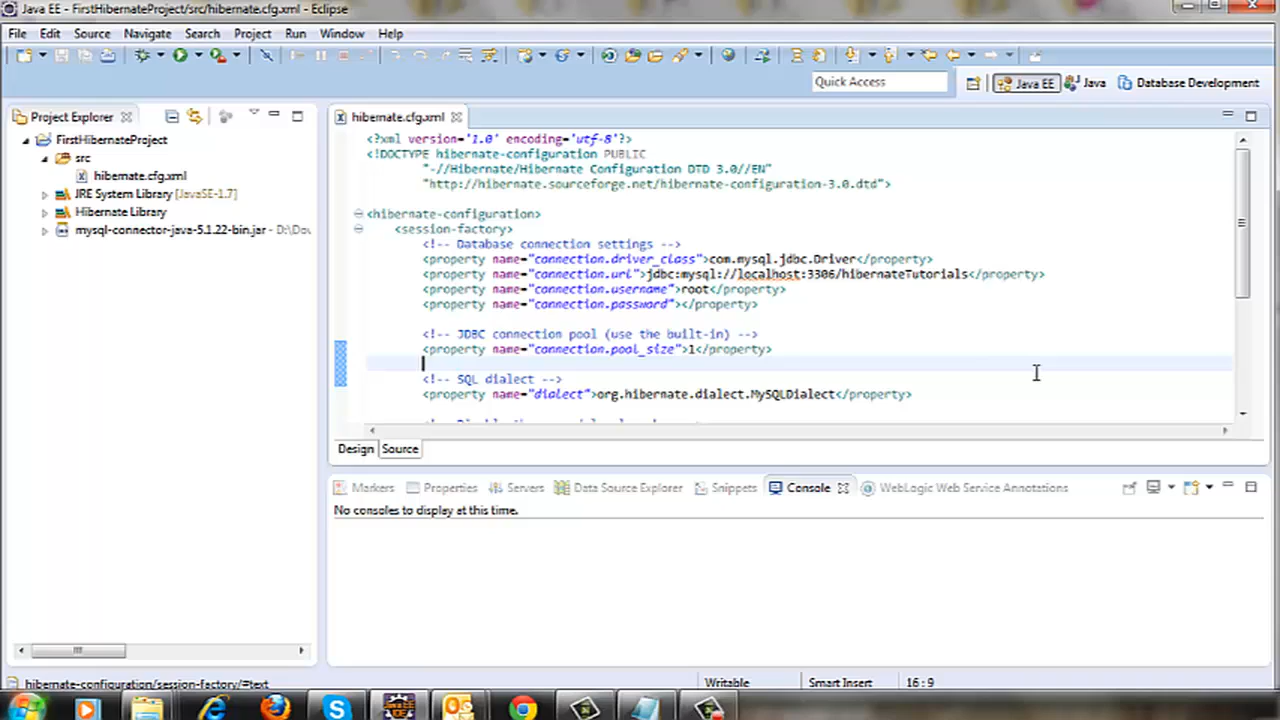 Java EE - FirstHibernateProject/src/hibernate.cfg.xml - Eclipse
File Edit Source Navigate Search Project Run Window Help
Quick Access
Java EE
Java
Database Development
Project Explorer
hibernate.cfg.xml
FirstHibernateProject
src
hibernate.cfg.xml
JRE System Library [JavaSE-1.7]
Hibernate Library
mysql-connector-java-5.1.22-bin.jar - D:\Dov
<?xml version='1.0' encoding='utf-8'?>
<!DOCTYPE hibernate-configuration PUBLIC
"-//Hibernate/Hibernate Configuration DTD 3.0//EN"
"http://hibernate.sourceforge.net/hibernate-configuration-3.0.dtd">
<hibernate-configuration>
<session-factory>
<!-- Database connection settings -->
<property name="connection.driver_class">com.mysql.jdbc.Driver</property>
<property name="connection.url">jdbc:mysql://localhost:3306/hibernateTutorials</property>
<property name="connection.username">root</property>
<property name="connection.password"></property>
<!-- JDBC connection pool (use the built-in) -->
<property name="connection.pool_size">1</property>
<!-- SQL dialect -->
<property name="dialect">org.hibernate.dialect.MySQLDialect</property>
Design Source
Markers Properties Servers Data Source Explorer Snippets Console WebLogic Web Service Annotations
No consoles to display at this time.
hibernate-configuration/session-factory/#text
Writable Smart Insert 16 : 9